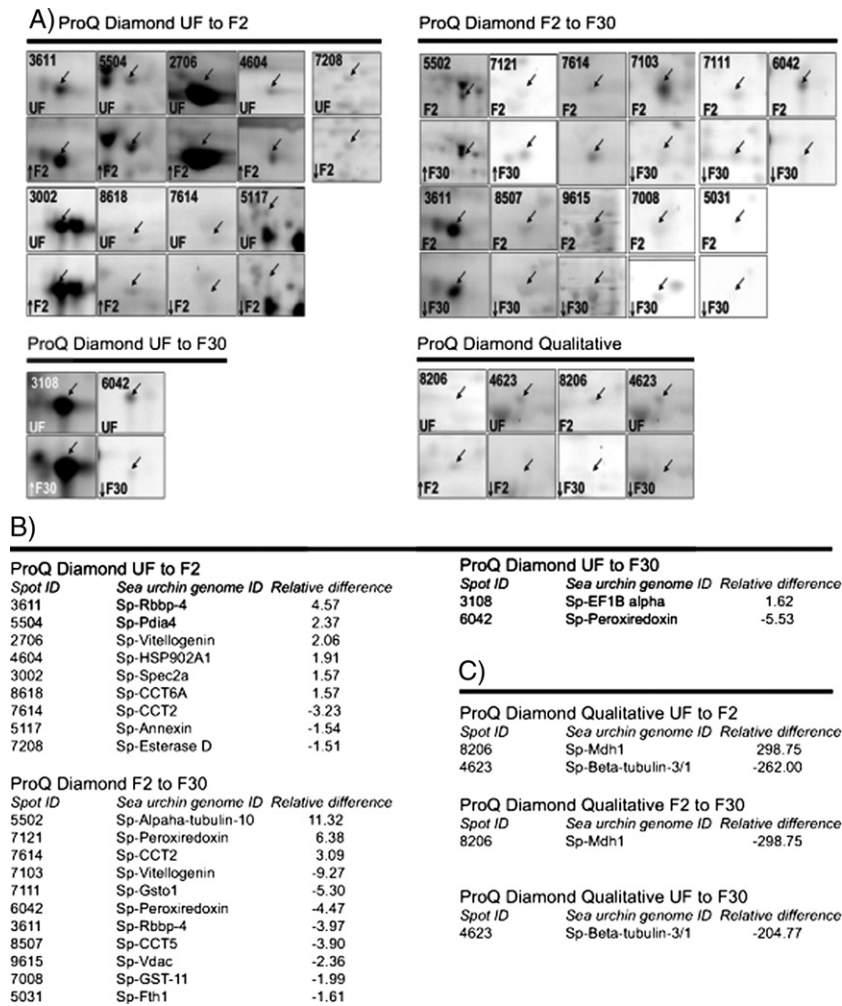 A) ProQ Diamond UF to F2
3611 5504 2706 4604 7208
UF UF UF UF UF
↑F2 ↑F2 ↑F2 ↑F2 ↓F2
3002 8618 7614 5117
UF UF UF UF
↑F2 ↑F2 ↓F2 ↓F2
ProQ Diamond F2 to F30
5502 7121 7614 7103 7111 6042
F2 F2 F2 F2 F2 F2
↑F30 ↑F30 ↓F30 ↓F30 ↓F30
3611 8507 9615 7008 5031
F2 F2 F2 F2 F2
↓F30 ↓F30 ↓F30 ↓F30 ↓F30
ProQ Diamond UF to F30
3108 6042
UF UF
↑F30 ↓F30
ProQ Diamond Qualitative
8206 4623 8206 4623
UF UF F2 UF
↑F2 ↓F2 ↓F30 ↓F30
B)
ProQ Diamond UF to F2
Spot ID Sea urchin genome ID Relative difference
3611 Sp-Rbbp-4 4.57
5504 Sp-Pdia4 2.37
2706 Sp-Vitellogenin 2.06
4604 Sp-HSP902A1 1.91
3002 Sp-Spec2a 1.57
8618 Sp-CCT6A 1.57
7614 Sp-CCT2 -3.23
5117 Sp-Annexin -1.54
7208 Sp-Esterase D -1.51
ProQ Diamond F2 to F30
Spot ID Sea urchin genome ID Relative difference
5502 Sp-Alpaha-tubulin-10 11.32
7121 Sp-Peroxiredoxin 6.38
7614 Sp-CCT2 3.09
7103 Sp-Vitellogenin -9.27
7111 Sp-Gsto1 -5.30
6042 Sp-Peroxiredoxin -4.47
3611 Sp-Rbbp-4 -3.97
8507 Sp-CCT5 -3.90
9615 Sp-Vdac -2.36
7008 Sp-GST-11 -1.99
5031 Sp-Fth1 -1.61
ProQ Diamond UF to F30
Spot ID Sea urchin genome ID Relative difference
3108 Sp-EF1B alpha 1.62
6042 Sp-Peroxiredoxin -5.53
C)
ProQ Diamond Qualitative UF to F2
Spot ID Sea urchin genome ID Relative difference
8206 Sp-Mdh1 298.75
4623 Sp-Beta-tubulin-3/1 -262.00
ProQ Diamond Qualitative F2 to F30
Spot ID Sea urchin genome ID Relative difference
8206 Sp-Mdh1 -298.75
ProQ Diamond Qualitative UF to F30
Spot ID Sea urchin genome ID Relative difference
4623 Sp-Beta-tubulin-3/1 -204.77